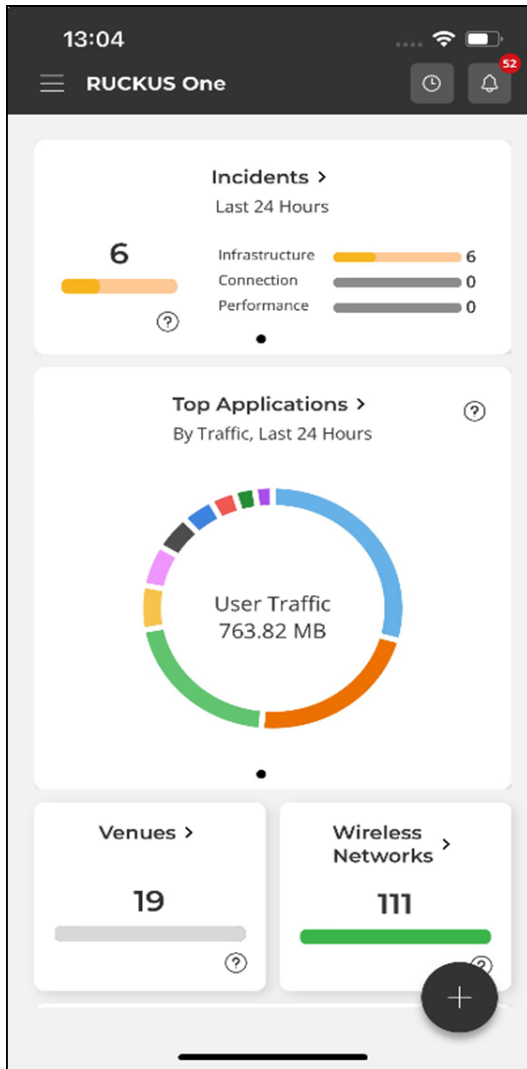 13:04
RUCKUS One
52
Incidents >
Last 24 Hours
6
Infrastructure 6
Connection 0
Performance 0
?
Top Applications >
?
By Traffic, Last 24 Hours
User Traffic
763.82 MB
Venues >
19
?
Wireless
Networks >
111
?
+